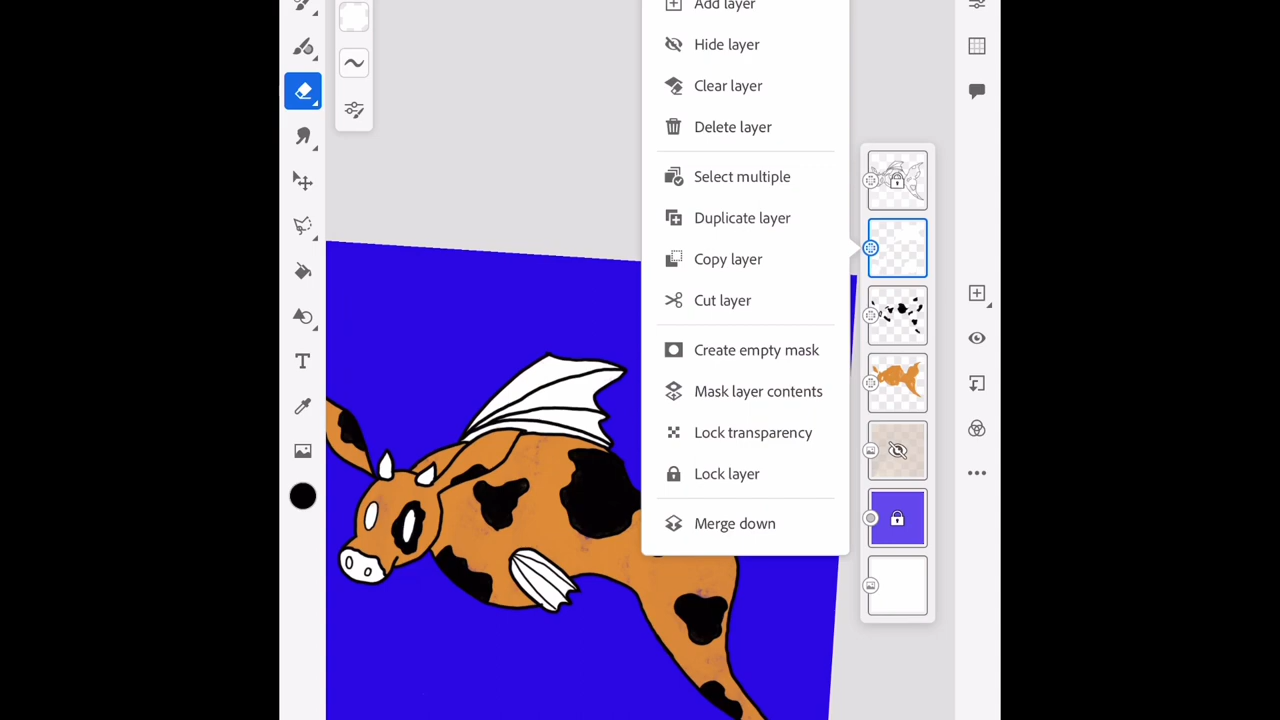 Add layer
Hide layer
Clear layer
Delete layer
Select multiple
Duplicate layer
Copy layer
Cut layer
Create empty mask
Mask layer contents
Lock transparency
Lock layer
Merge down